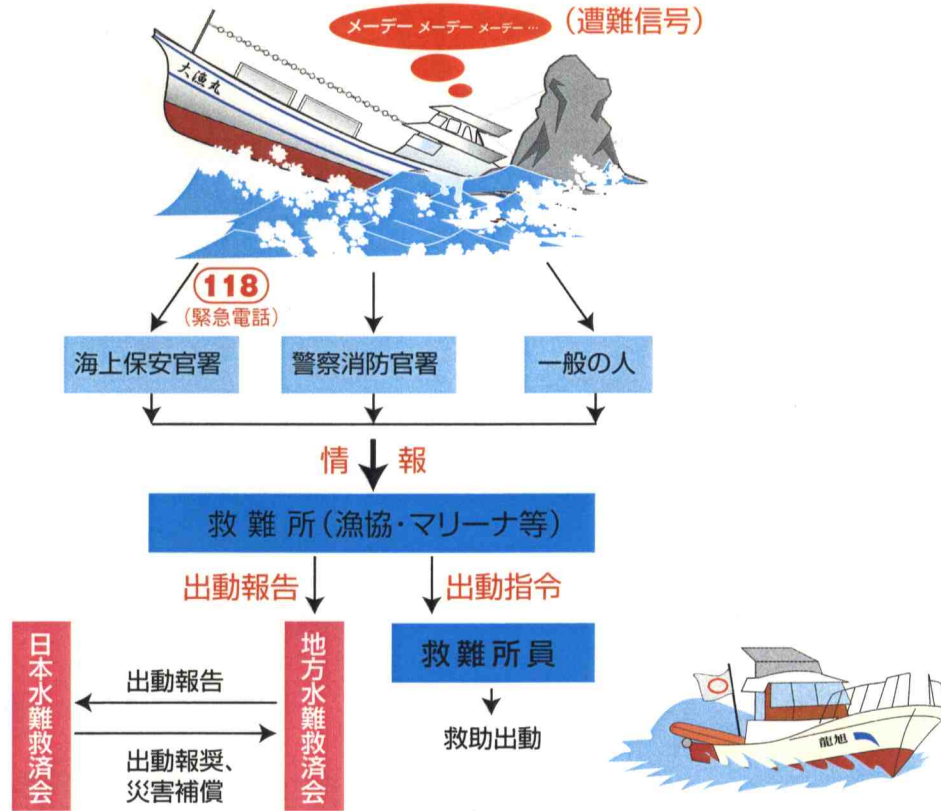 メーデー メーデー メーデー…
(遭難信号)
大漁丸
118
(緊急電話)
海上保安官署
警察消防官署
一般の人
情報
救難所(漁協・マリーナ等)
出動報告
出動指令
日本水難救済会
地方水難救済会
救難所員
出動報告
出動報奨、
災害補償
救助出動
龍旭